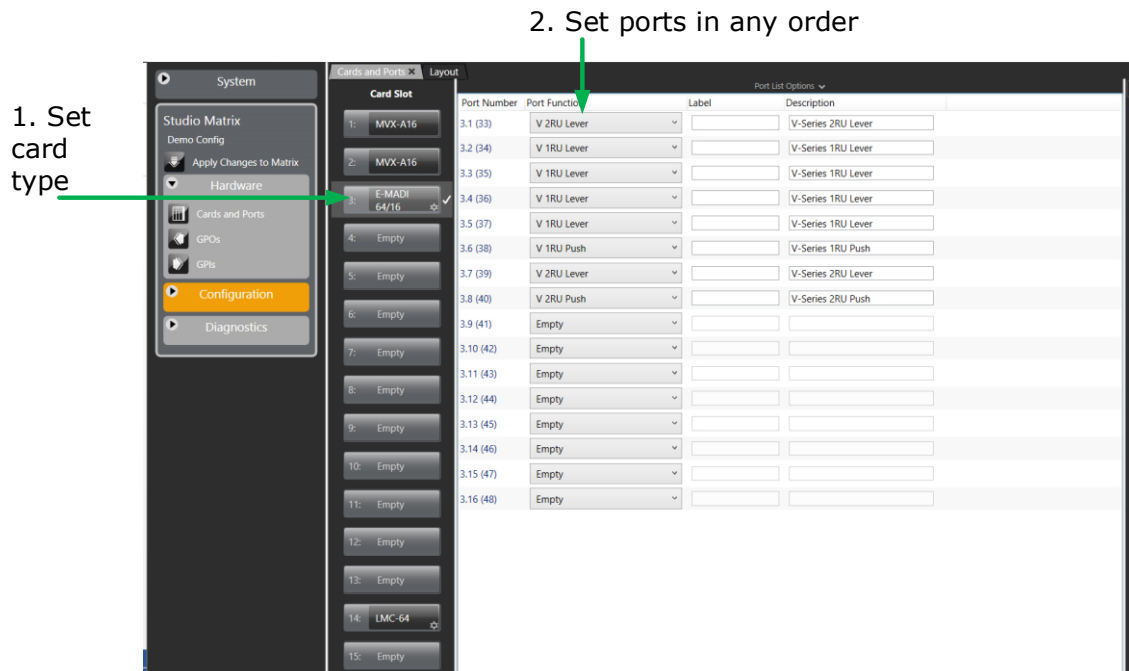 2. Set ports in any order
1. Set
card
type
System
Studio Matrix
Demo Config
Apply Changes to Matrix
Hardware
Cards and Ports
GPOs
GPIs
Configuration
Diagnostics
Cards and Ports X Layout
Card Slot
1: MVX-A16
2: MVX-A16
3: E-MADI
64/16
4: Empty
5: Empty
6: Empty
7: Empty
8: Empty
9: Empty
10: Empty
11: Empty
12: Empty
13: Empty
14: LMC-64
15: Empty
Port List Options
Port Number Port Function Label Description
3.1 (33) V 2RU Lever V-Series 2RU Lever
3.2 (34) V 1RU Lever V-Series 1RU Lever
3.3 (35) V 1RU Lever V-Series 1RU Lever
3.4 (36) V 1RU Lever V-Series 1RU Lever
3.5 (37) V 1RU Lever V-Series 1RU Lever
3.6 (38) V 1RU Push V-Series 1RU Push
3.7 (39) V 2RU Lever V-Series 2RU Lever
3.8 (40) V 2RU Push V-Series 2RU Push
3.9 (41) Empty
3.10 (42) Empty
3.11 (43) Empty
3.12 (44) Empty
3.13 (45) Empty
3.14 (46) Empty
3.15 (47) Empty
3.16 (48) Empty